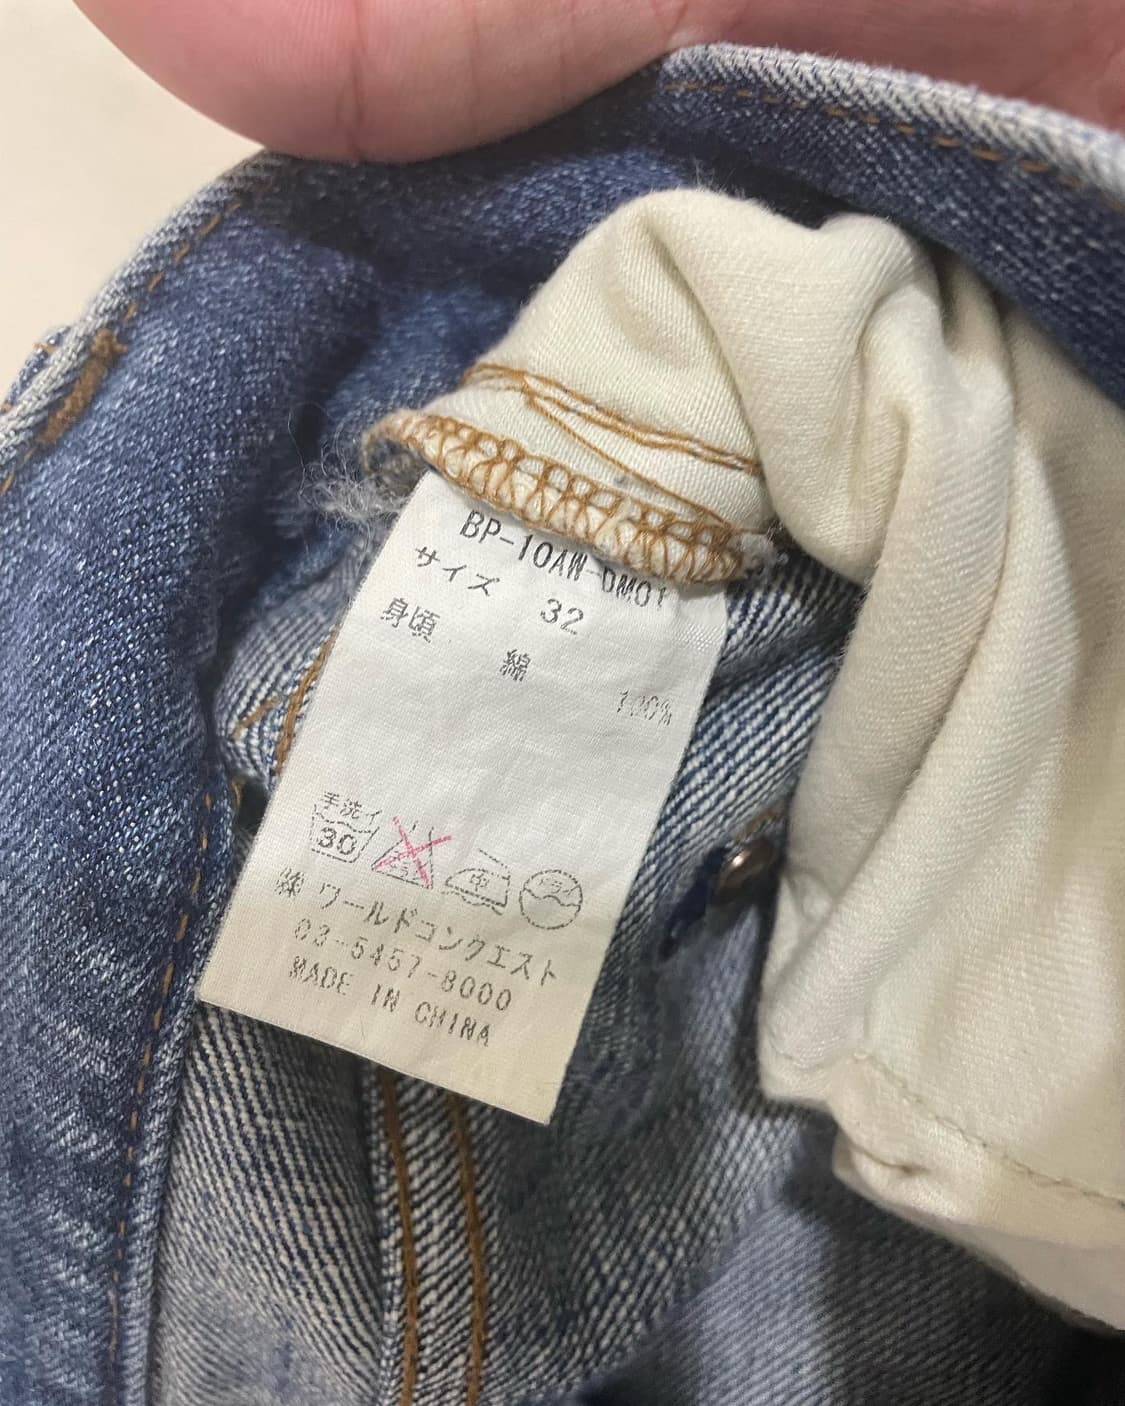 BP-10AW-DM01
サイズ 32
身頃 綿 100%
手洗イ
30 中 ドライ
㈱ ワールドコンクエスト
03-5457-8000
MADE IN CHINA